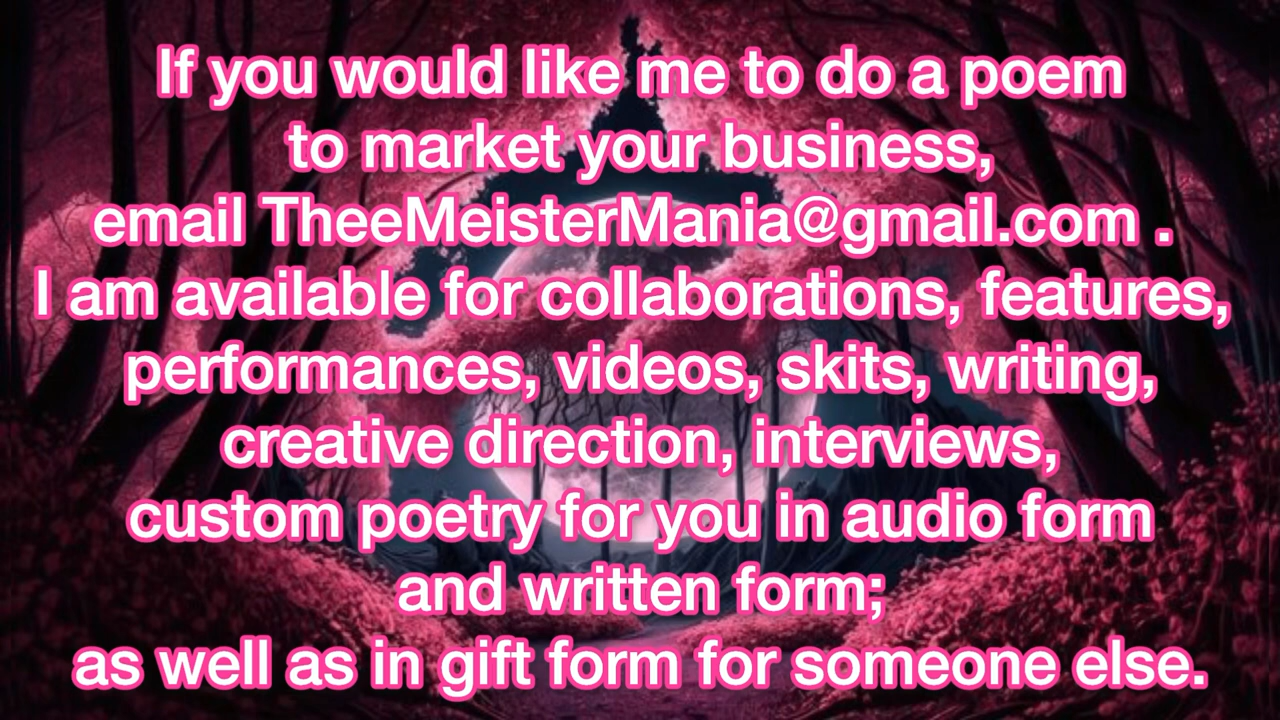 If you would like me to do a poem
to market your business,
email TheeMeisterMania@gmail.com .
I am available for collaborations, features,
performances, videos, skits, writing,
creative direction, interviews,
custom poetry for you in audio form
and written form;
as well as in gift form for someone else.